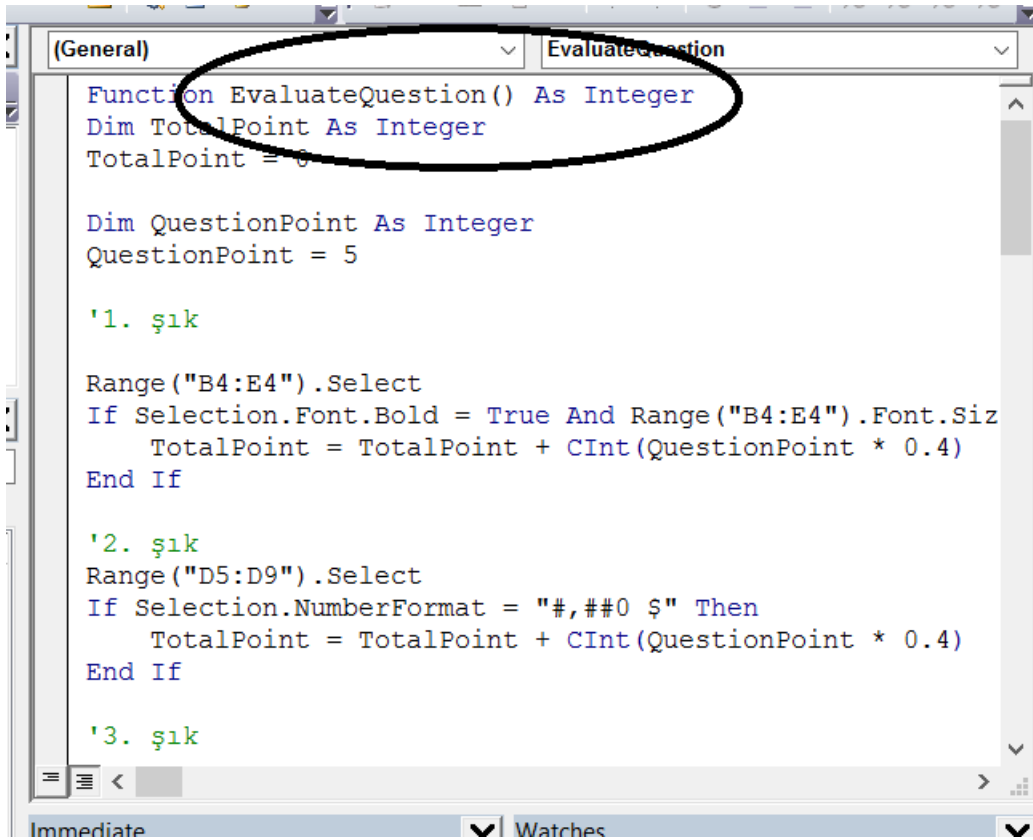 (General) EvaluateQuestion
Function EvaluateQuestion() As Integer
Dim TotalPoint As Integer
TotalPoint = 0
Dim QuestionPoint As Integer
QuestionPoint = 5
'1. şık
Range("B4:E4").Select
If Selection.Font.Bold = True And Range("B4:E4").Font.Siz
TotalPoint = TotalPoint + CInt(QuestionPoint * 0.4)
End If
'2. şık
Range("D5:D9").Select
If Selection.NumberFormat = "#,##0 $" Then
TotalPoint = TotalPoint + CInt(QuestionPoint * 0.4)
End If
'3. şık
Immediate Watches